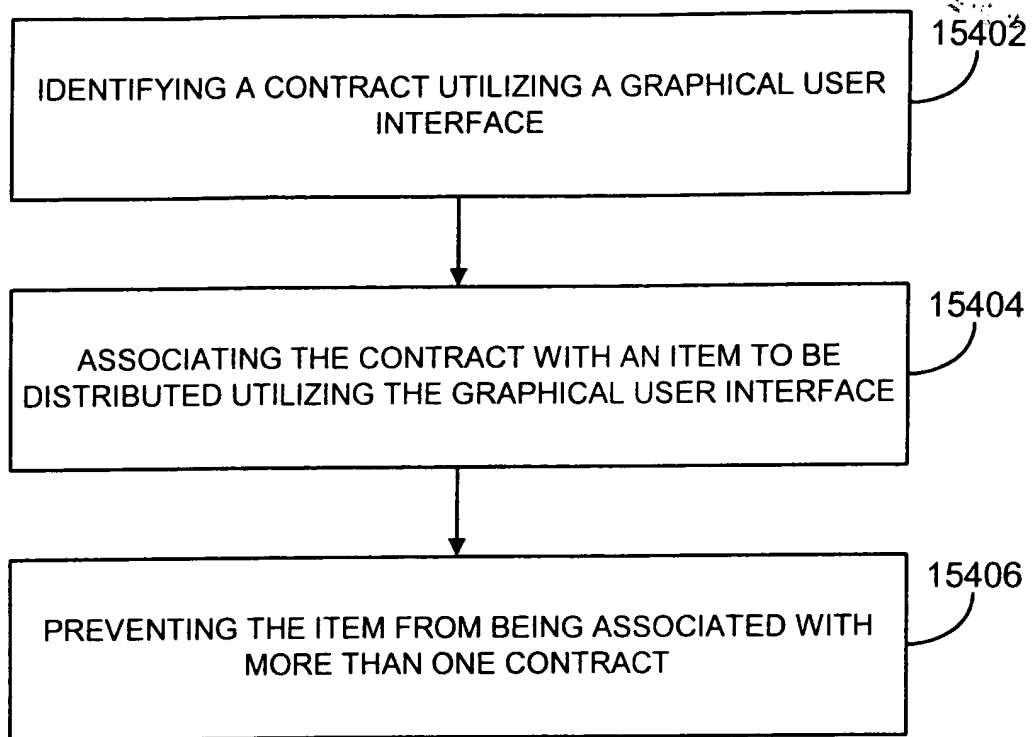 15402
IDENTIFYING A CONTRACT UTILIZING A GRAPHICAL USER
INTERFACE
15404
ASSOCIATING THE CONTRACT WITH AN ITEM TO BE
DISTRIBUTED UTILIZING THE GRAPHICAL USER INTERFACE
15406
PREVENTING THE ITEM FROM BEING ASSOCIATED WITH
MORE THAN ONE CONTRACT